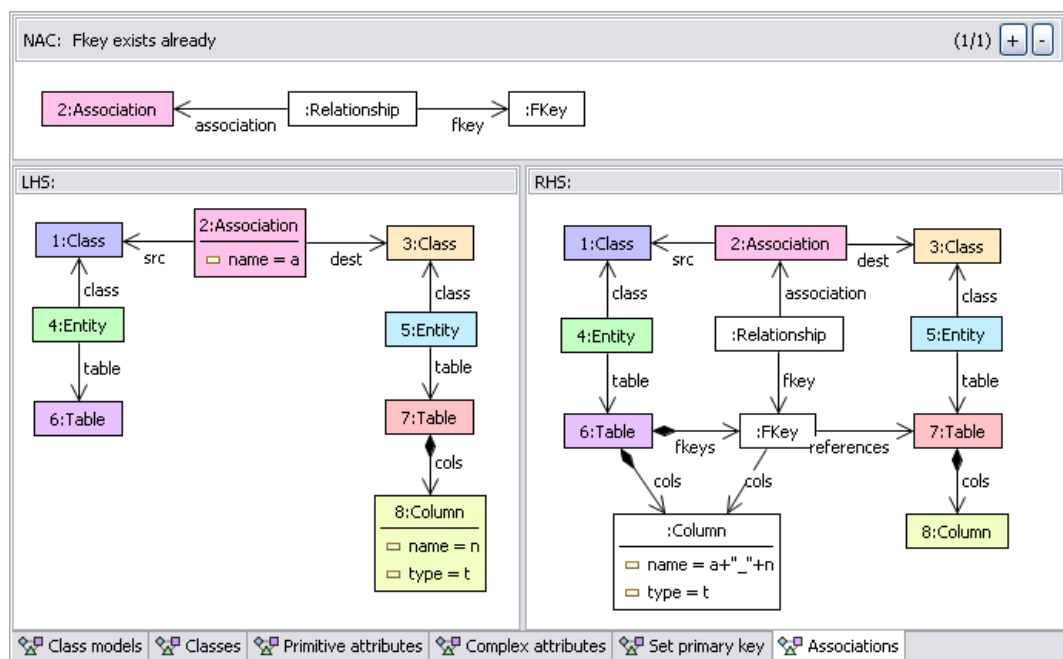 NAC: Fkey exists already (1/1) + -
2:Association :Relationship :FKey
association fkey
LHS:
1:Class 2:Association 3:Class
name = a
src dest
class class
4:Entity 5:Entity
table table
6:Table 7:Table
cols
8:Column
name = n
type = t
RHS:
1:Class 2:Association 3:Class
src dest
class association class
4:Entity :Relationship 5:Entity
table fkey table
6:Table :FKey 7:Table
fkeys references
cols cols cols
:Column 8:Column
name = a+"_"+n
type = t
Class models Classes Primitive attributes Complex attributes Set primary key Associations